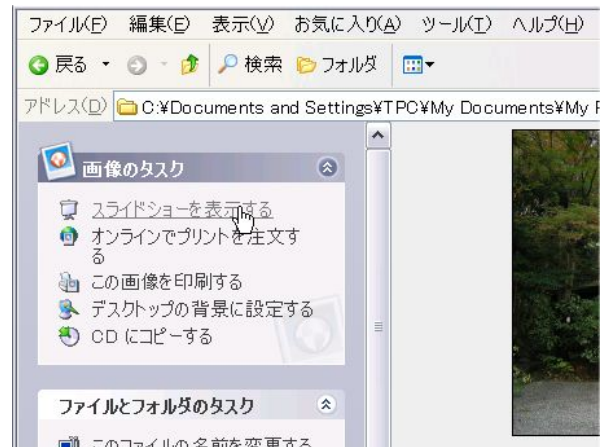 ファイル(F) 編集(E) 表示(V) お気に入り(A) ツール(T) ヘルプ(H)
戻る 検索 フォルダ
アドレス(D) C:¥Documents and Settings¥TPC¥My Documents¥My
画像のタスク
スライドショーを表示する
オンラインでプリントを注文す
る
この画像を印刷する
デスクトップの背景に設定する
CD にコピーする
ファイルとフォルダのタスク
このファイルの名前を変更する